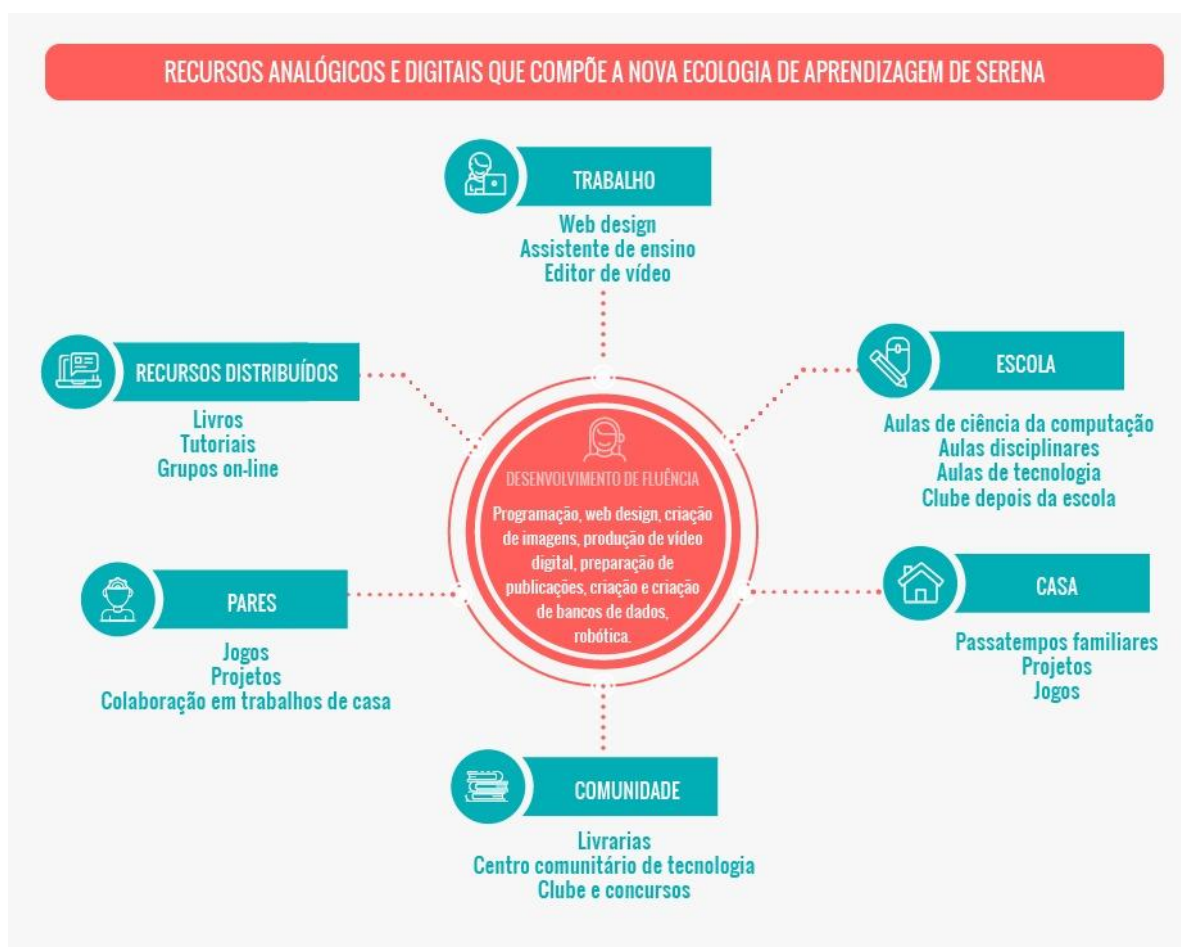 RECURSOS ANALÓGICOS E DIGITAIS QUE COMPÕE A NOVA ECOLOGIA DE APRENDIZAGEM DE SERENA
TRABALHO
Web design
Assistente de ensino
Editor de vídeo
RECURSOS DISTRIBUÍDOS
Livros
Tutoriais
Grupos on-line
ESCOLA
Aulas de ciência da computação
Aulas disciplinares
Aulas de tecnologia
Clube depois da escola
DESENVOLVIMENTO DE FLUÊNCIA
Programação, web design, criação
de imagens, produção de vídeo
digital, preparação de
publicações, criação e criação
de bancos de dados,
robótica.
PARES
Jogos
Projetos
Colaboração em trabalhos de casa
CASA
Passatempos familiares
Projetos
Jogos
COMUNIDADE
Livrarias
Centro comunitário de tecnologia
Clube e concursos